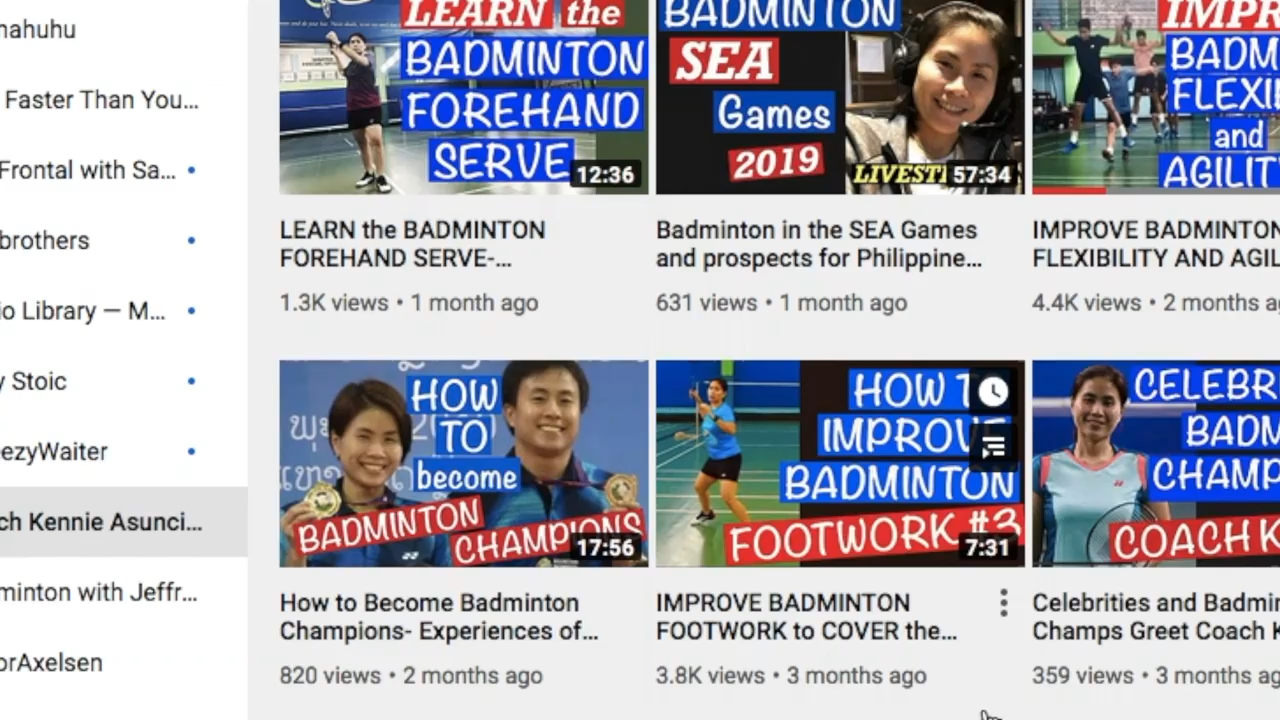 nahuhu
Faster Than You...
Frontal with Sa...
brothers
io Library — M...
y Stoic
eezyWaiter
ch Kennie Asunci...
minton with Jeffr...
orAxelsen
LEARN the
BADMINTON
FOREHAND
SERVE
12:36
LEARN the BADMINTON
FOREHAND SERVE-...
1.3K views • 1 month ago
BADMINTON
SEA
Games
2019
LIVESTR
57:34
Badminton in the SEA Games
and prospects for Philippine...
631 views • 1 month ago
IMPR
BADM
FLEXI
and
AGILIT
IMPROVE BADMINTON
FLEXIBILITY AND AGIL
4.4K views • 2 months ag
HOW
TO
become
BADMINTON
CHAMPIONS
17:56
How to Become Badminton
Champions- Experiences of...
820 views • 2 months ago
HOW T
IMPROVE
BADMINTON
FOOTWORK #3
7:31
IMPROVE BADMINTON
FOOTWORK to COVER the...
3.8K views • 3 months ago
CELEBR
BADM
CHAMP
COACH K
Celebrities and Badmin
Champs Greet Coach K
359 views • 3 months a